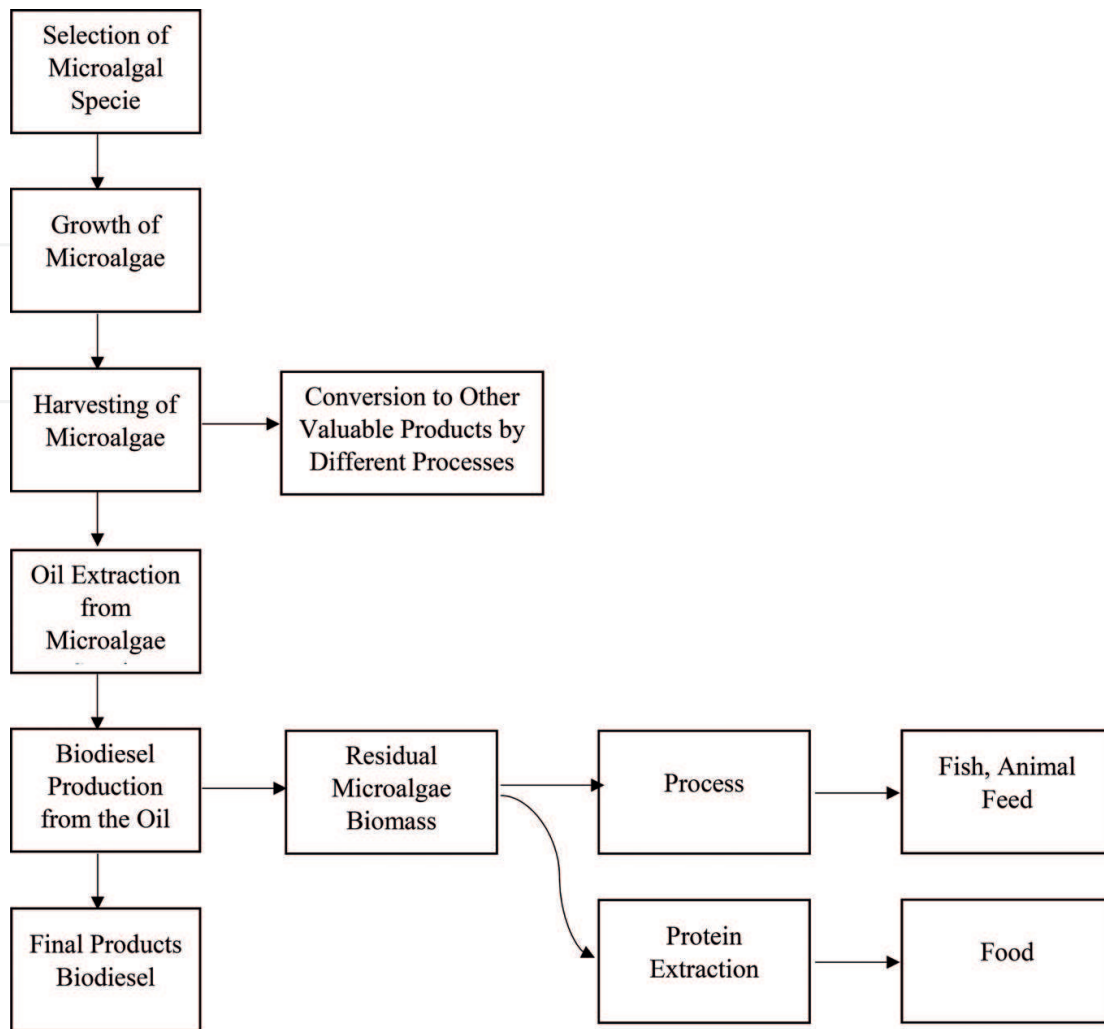 Selection of
Microalgal
Specie
Growth of
Microalgae
Harvesting of
Microalgae
Conversion to Other
Valuable Products by
Different Processes
Oil Extraction
from
Microalgae
Biodiesel
Production
from the Oil
Residual
Microalgae
Biomass
Process
Fish, Animal
Feed
Final Products
Biodiesel
Protein
Extraction
Food